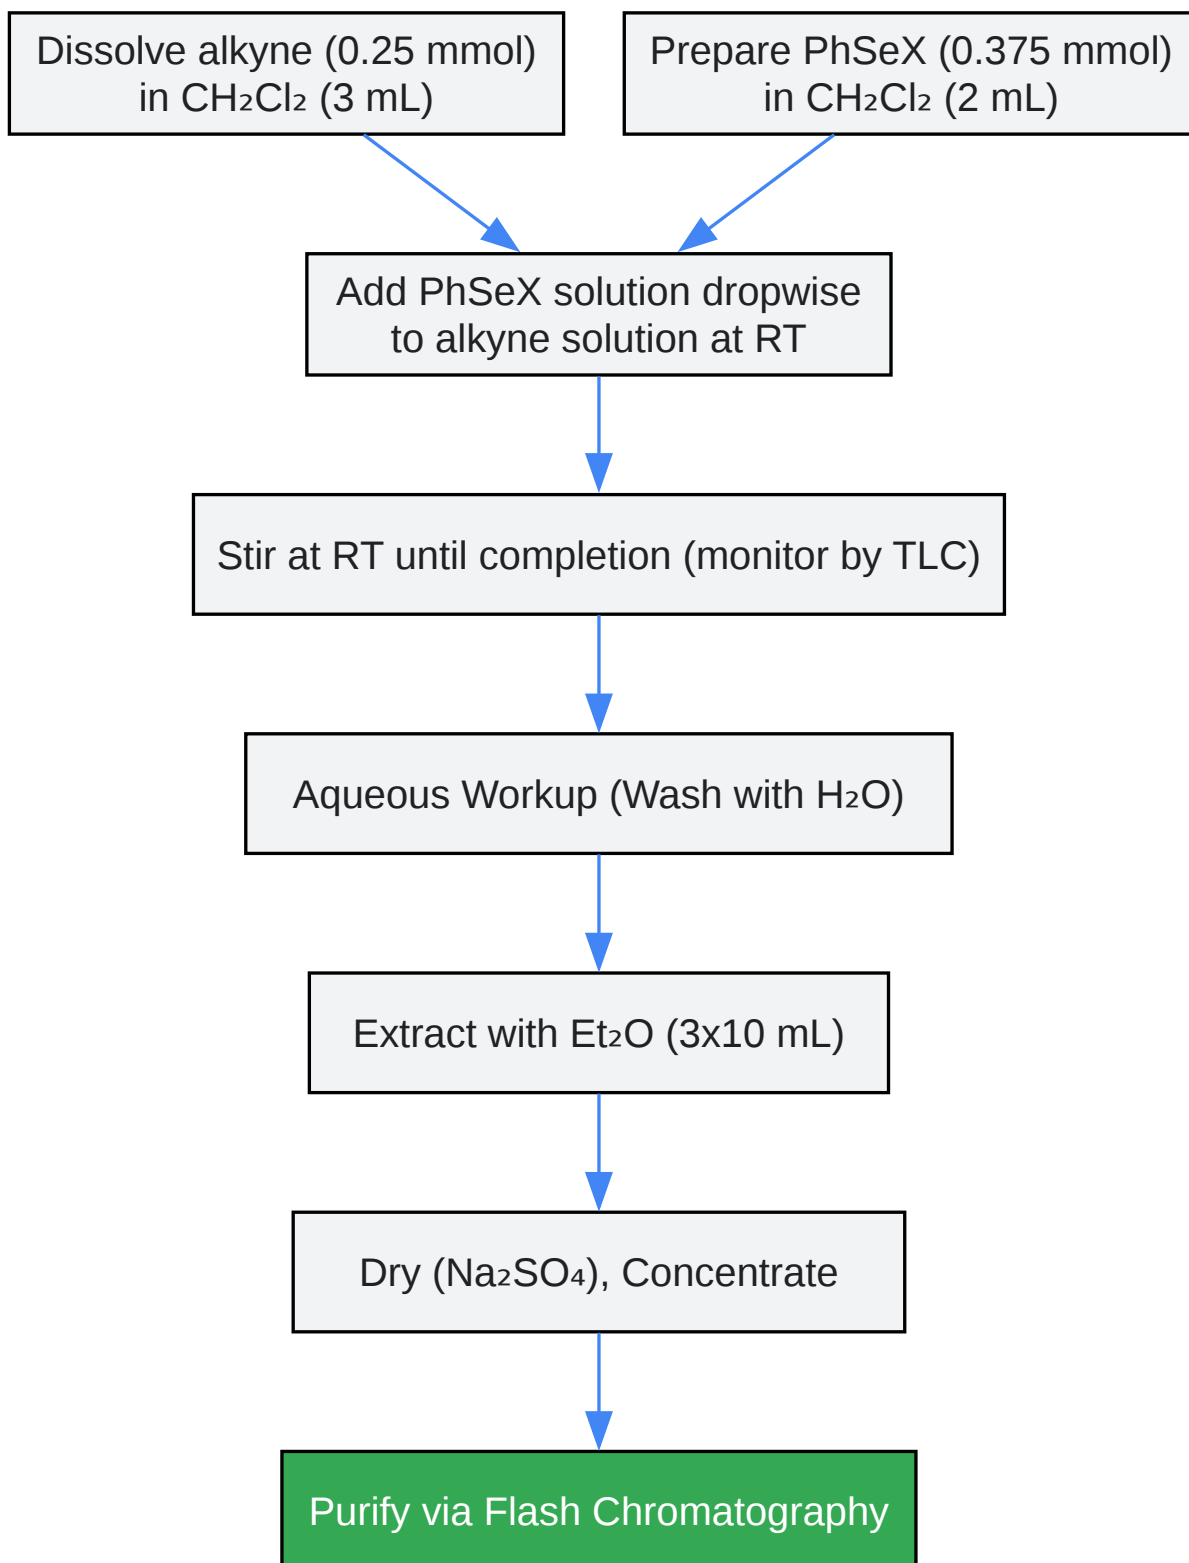 Dissolve alkyne (0.25 mmol)
in CH₂Cl₂ (3 mL)
Prepare PhSeX (0.375 mmol)
in CH₂Cl₂ (2 mL)
Add PhSeX solution dropwise
to alkyne solution at RT
Stir at RT until completion (monitor by TLC)
Aqueous Workup (Wash with H₂O)
Extract with Et₂O (3x10 mL)
Dry (Na₂SO₄), Concentrate
Purify via Flash Chromatography